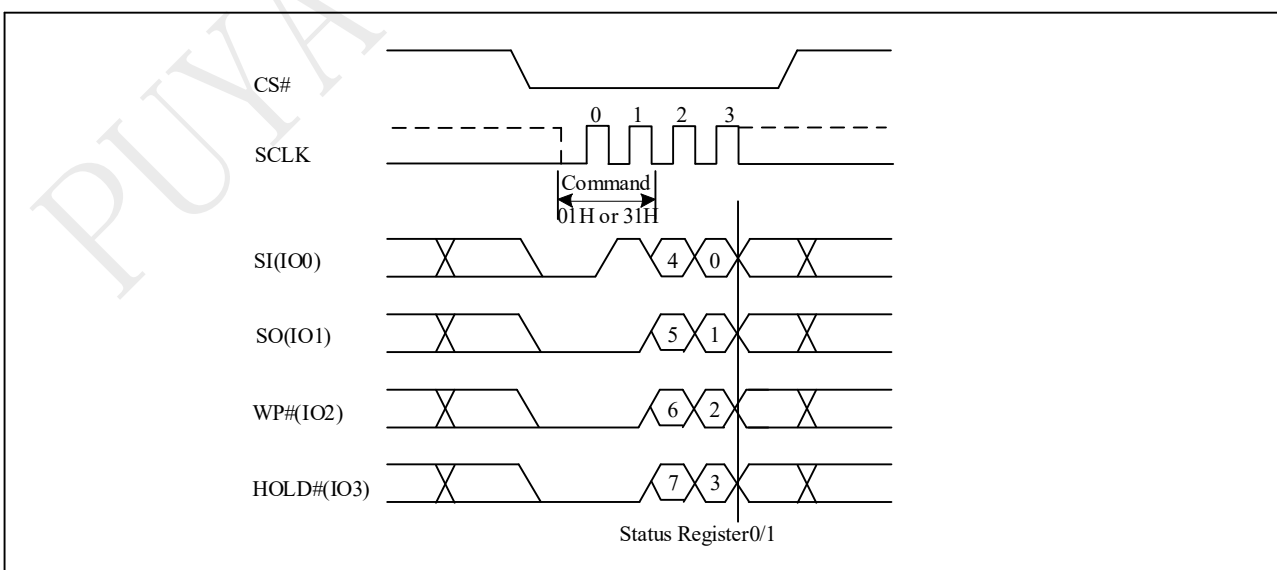 PUYA
CS#
0 1 2 3
SCLK
Command
01H or 31H
SI(IO0) 4 0
SO(IO1) 5 1
WP#(IO2) 6 2
HOLD#(IO3) 7 3
Status Register0/1